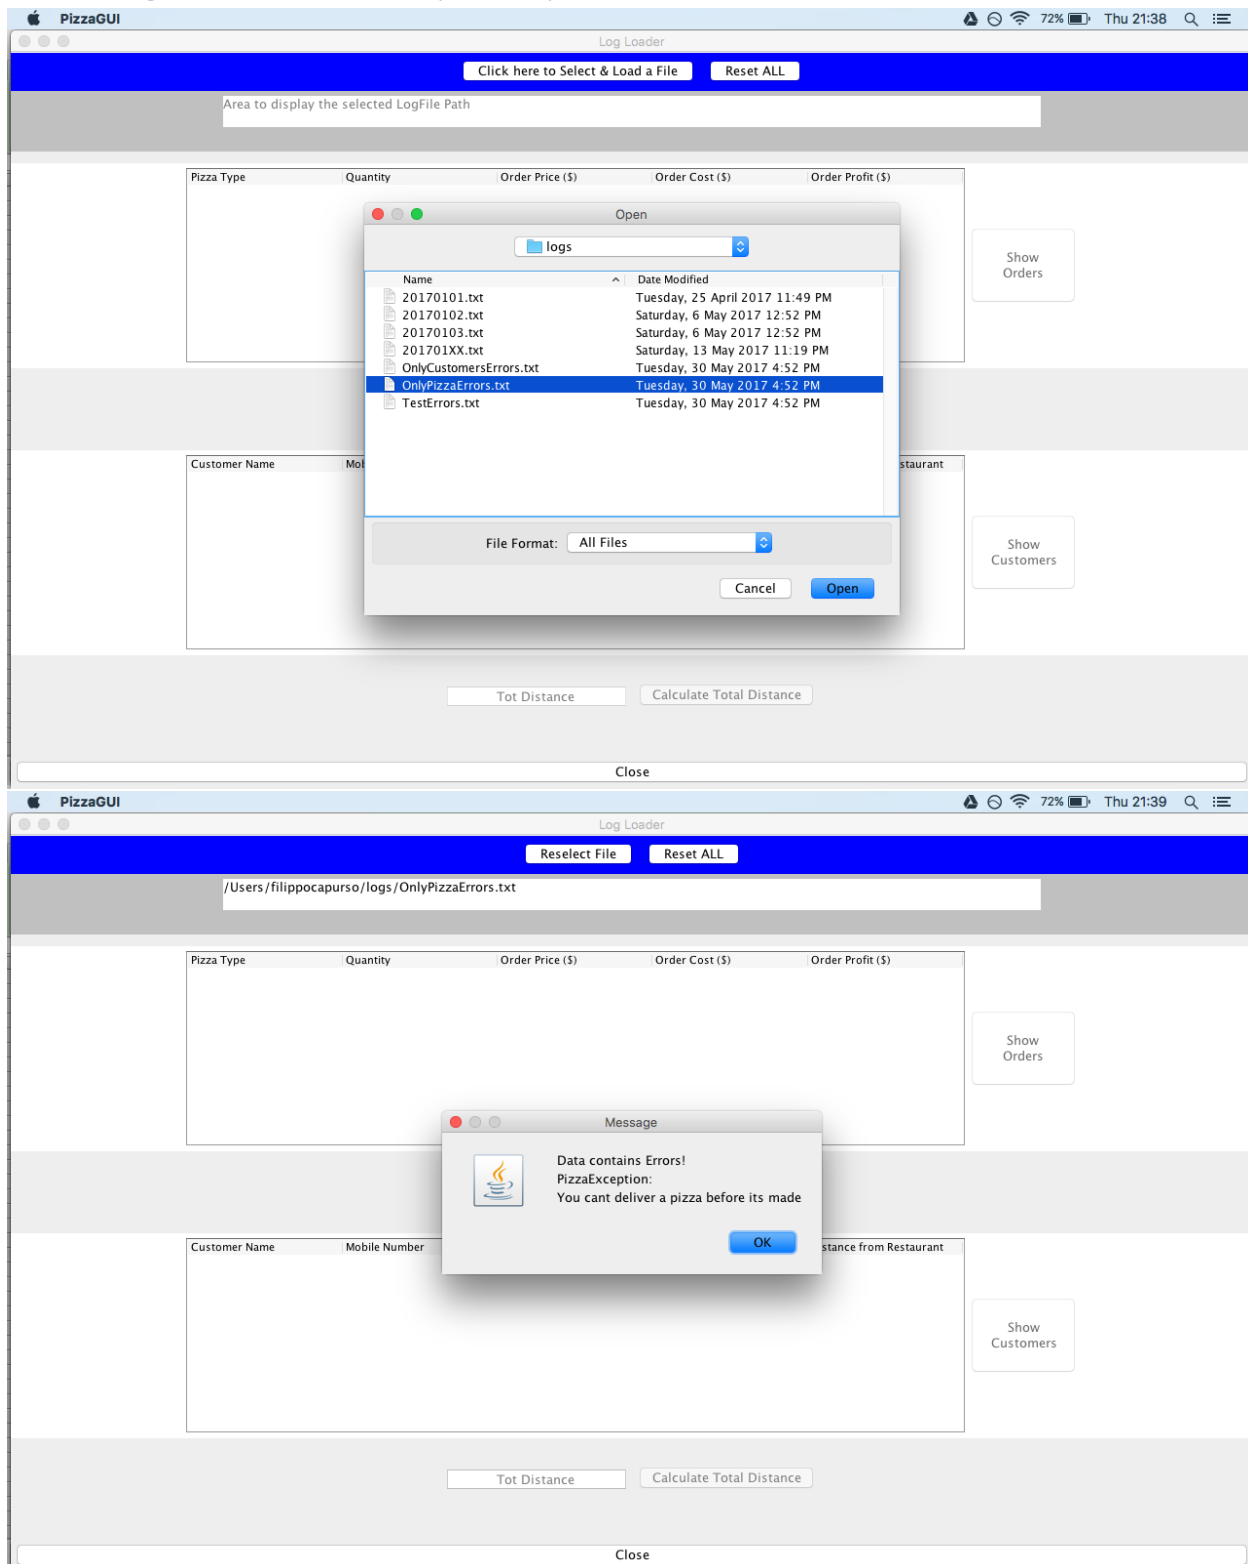 PizzaGUI 72% Thu 21:38
Log Loader
Click here to Select & Load a File Reset ALL
Area to display the selected LogFile Path
Pizza Type Quantity Order Price ($) Order Cost ($) Order Profit ($)
Open
logs
Show
Orders
Name Date Modified
20170101.txt Tuesday, 25 April 2017 11:49 PM
20170102.txt Saturday, 6 May 2017 12:52 PM
20170103.txt Saturday, 6 May 2017 12:52 PM
201701XX.txt Saturday, 13 May 2017 11:19 PM
OnlyCustomersErrors.txt Tuesday, 30 May 2017 4:52 PM
OnlyPizzaErrors.txt Tuesday, 30 May 2017 4:52 PM
TestErrors.txt Tuesday, 30 May 2017 4:52 PM
Customer Name Mo staurant
File Format: All Files
Show
Customers
Cancel Open
Tot Distance Calculate Total Distance
Close
PizzaGUI 72% Thu 21:39
Log Loader
Reselect File Reset ALL
/Users/filippocapurso/logs/OnlyPizzaErrors.txt
Pizza Type Quantity Order Price ($) Order Cost ($) Order Profit ($)
Show
Orders
Message
Data contains Errors!
PizzaException:
You cant deliver a pizza before its made
OK
Customer Name Mobile Number stance from Restaurant
Show
Customers
Tot Distance Calculate Total Distance
Close